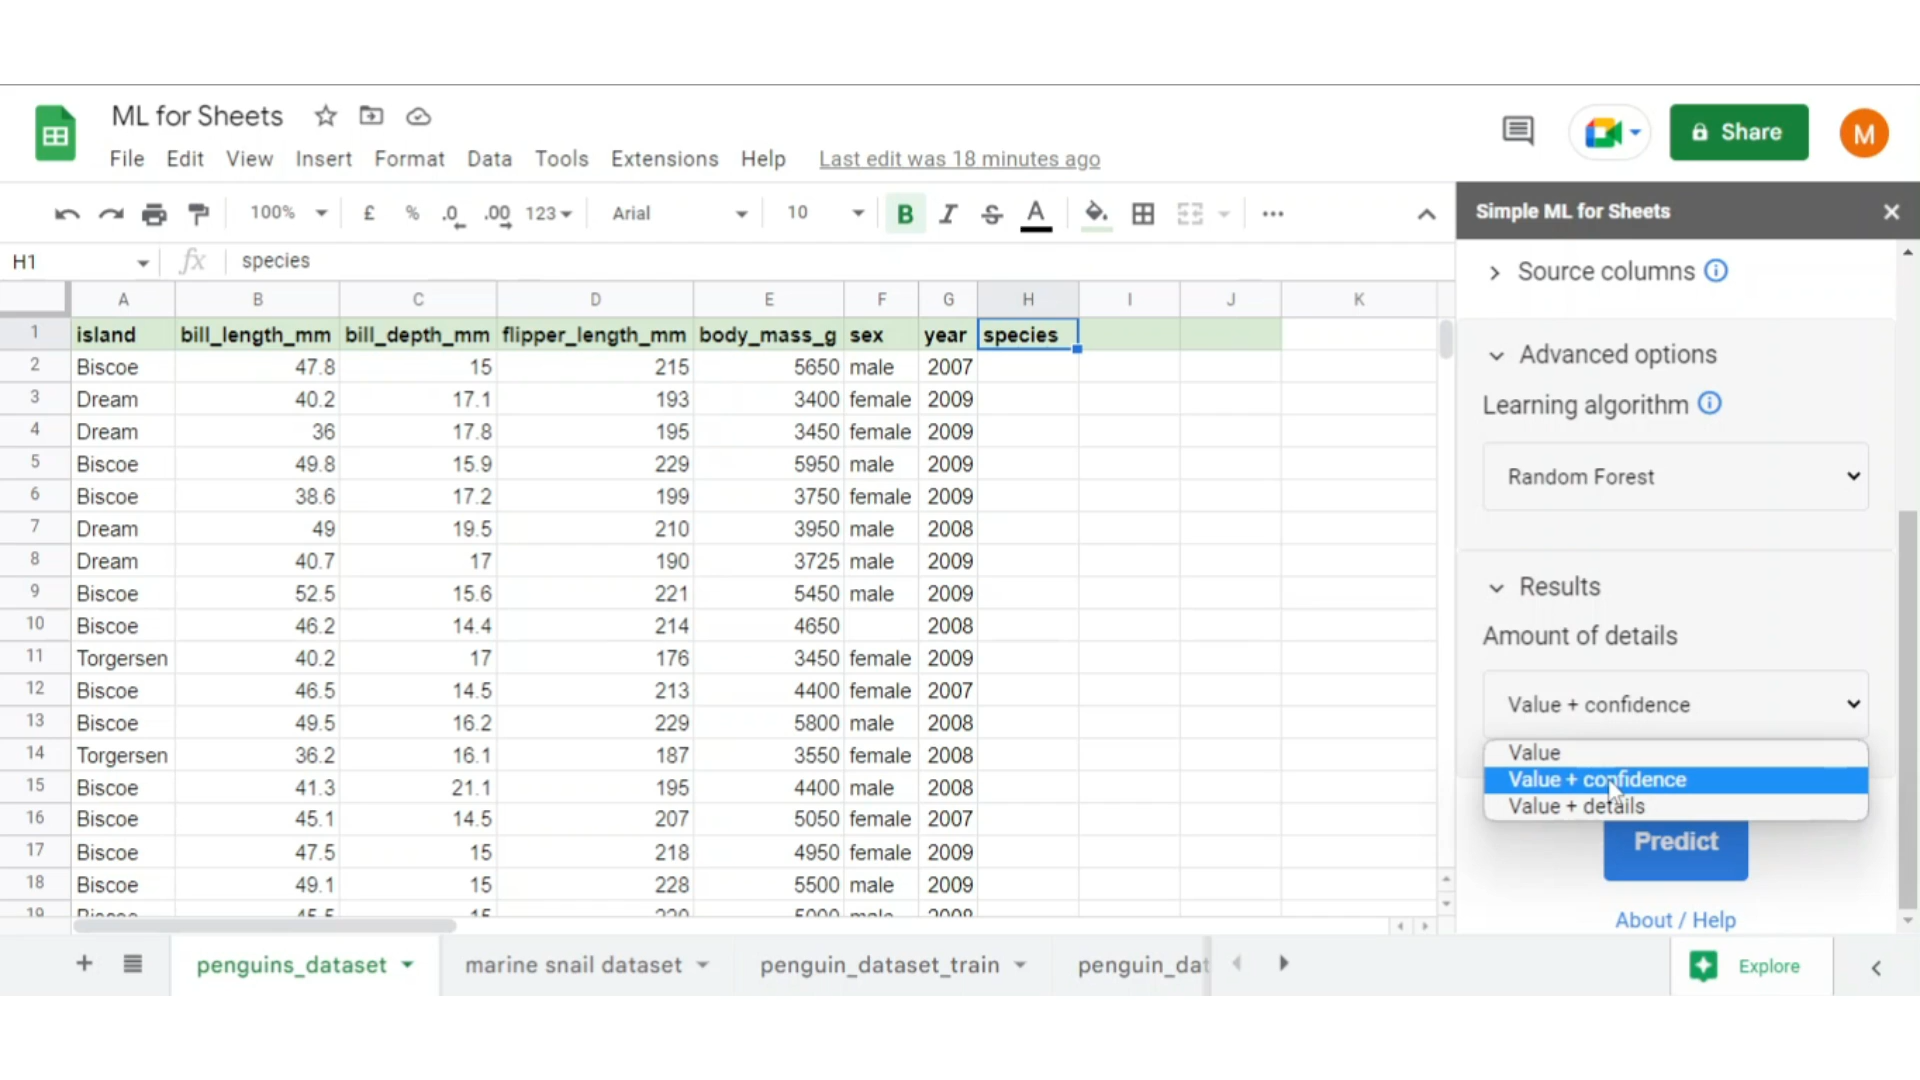 ML for Sheets
File Edit View Insert Format Data Tools Extensions Help Last edit was 18 minutes ago
Share
M
100% £ % .0 .00 123 Arial 10 B I S A
Simple ML for Sheets
H1 fx species
A B C D E F G H I J K
1 island bill_length_mm bill_depth_mm flipper_length_mm body_mass_g sex year species
2 Biscoe 47.8 15 215 5650 male 2007
3 Dream 40.2 17.1 193 3400 female 2009
4 Dream 36 17.8 195 3450 female 2009
5 Biscoe 49.8 15.9 229 5950 male 2009
6 Biscoe 38.6 17.2 199 3750 female 2009
7 Dream 49 19.5 210 3950 male 2008
8 Dream 40.7 17 190 3725 male 2009
9 Biscoe 52.5 15.6 221 5450 male 2009
10 Biscoe 46.2 14.4 214 4650 2008
11 Torgersen 40.2 17 176 3450 female 2009
12 Biscoe 46.5 14.5 213 4400 female 2007
13 Biscoe 49.5 16.2 229 5800 male 2008
14 Torgersen 36.2 16.1 187 3550 female 2008
15 Biscoe 41.3 21.1 195 4400 male 2008
16 Biscoe 45.1 14.5 207 5050 female 2007
17 Biscoe 47.5 15 218 4950 female 2009
18 Biscoe 49.1 15 228 5500 male 2009
19 Biscoe 45.5 15 220 5000 male 2008
Source columns
Advanced options
Learning algorithm
Random Forest
Results
Amount of details
Value + confidence
Value
Value + confidence
Value + details
Predict
About / Help
penguins_dataset marine snail dataset penguin_dataset_train penguin_dat
Explore